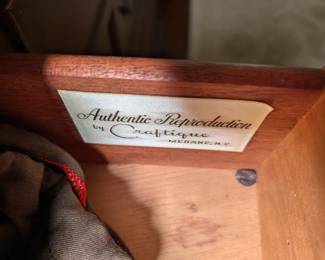 Authentic Reproduction
by Craftique
MEBANE, N.C.